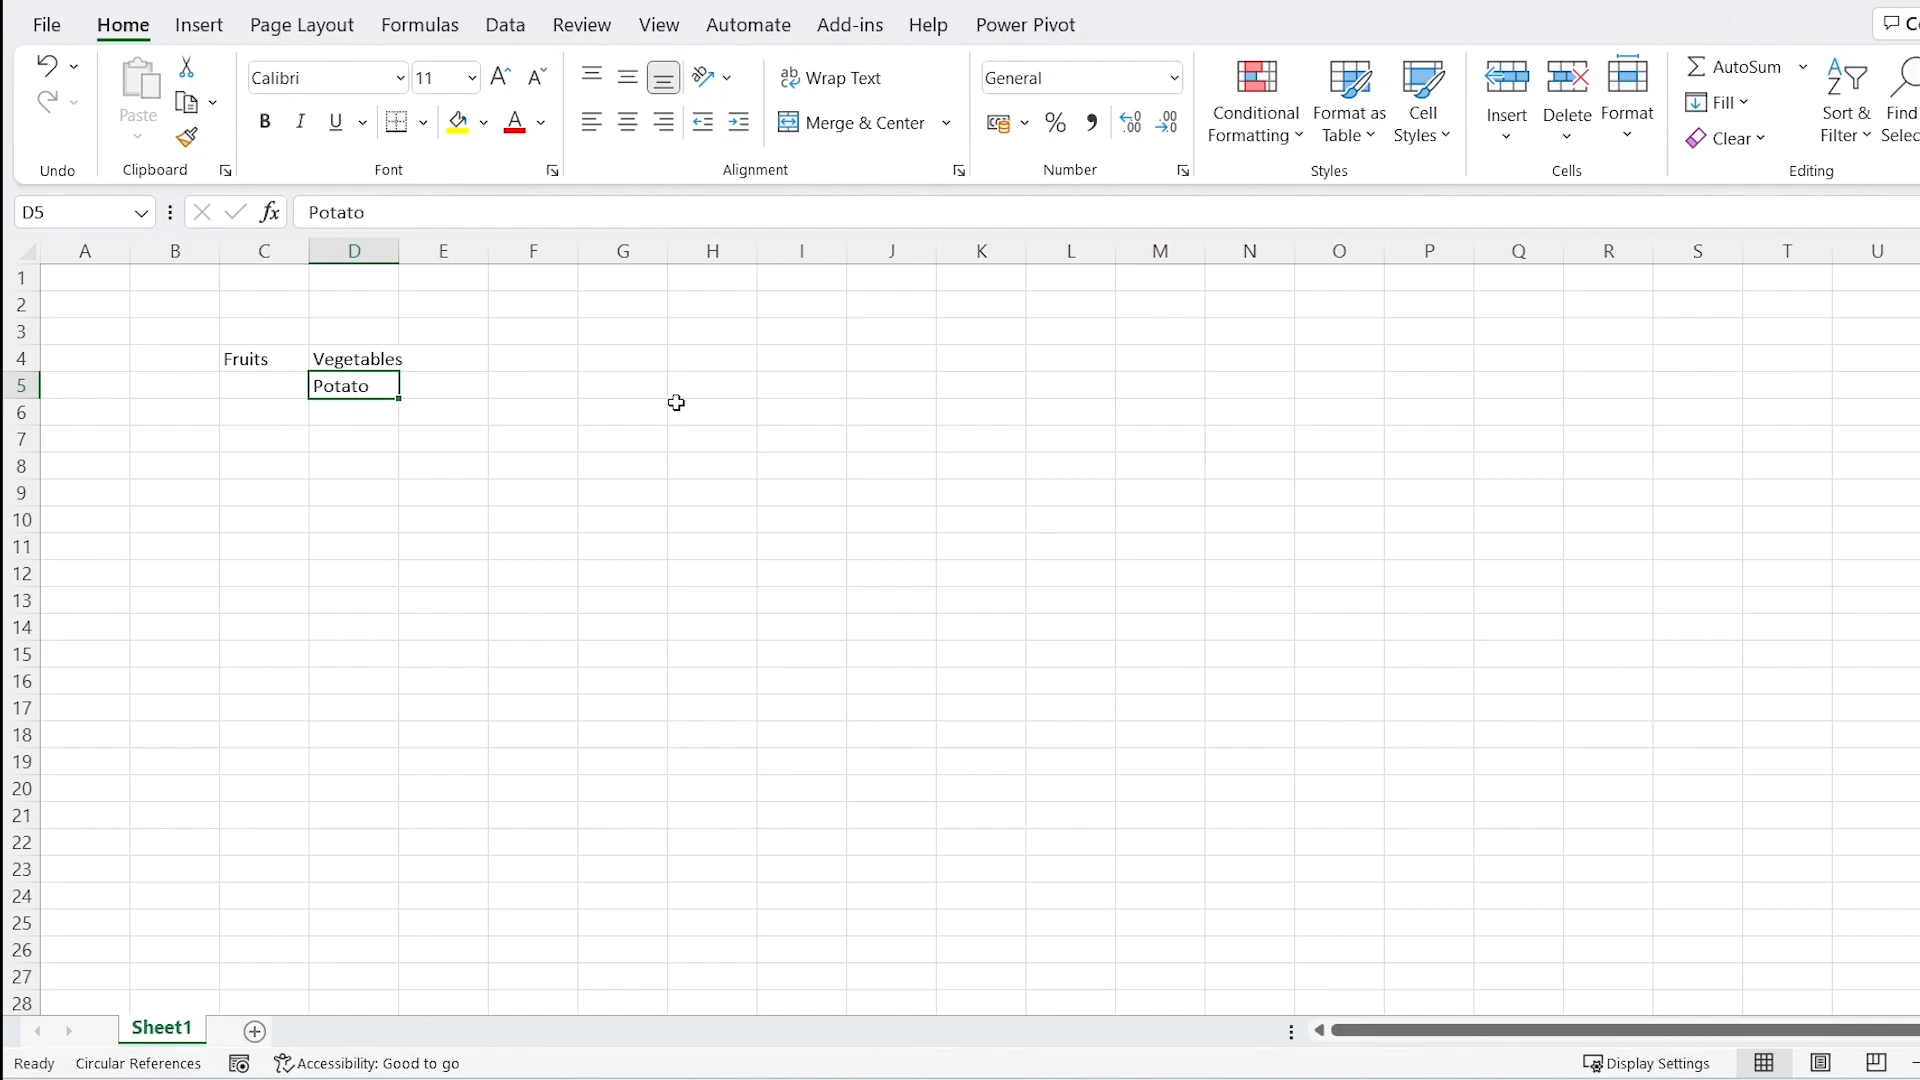 File Home Insert Page Layout Formulas Data Review View Automate Add-ins Help Power Pivot
Calibri 11 ab Wrap Text General AutoSum
Paste Conditional Formatting Format as Table Cell Styles Insert Delete Format Fill Sort & Filter
B I U A Merge & Center % Clear
Undo Clipboard Font Alignment Number Styles Cells Editing
D5 fx Potato
A B C D E F G H I J K L M N O P Q R S T U
1
2
3
4 Fruits Vegetables
5 Potato
6
7
8
9
10
11
12
13
14
15
16
17
18
19
20
21
22
23
24
25
26
27
28
Sheet1
Ready Circular References Accessibility: Good to go Display Settings